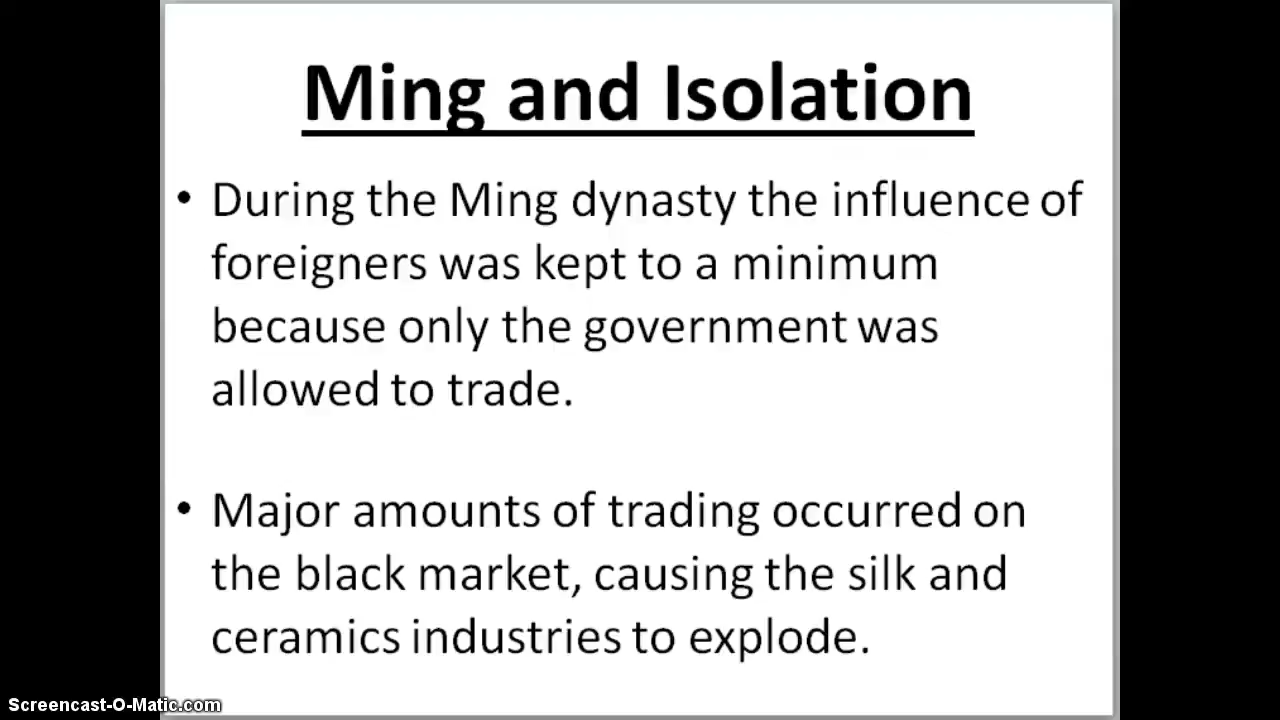 Ming and Isolation
• During the Ming dynasty the influence of
foreigners was kept to a minimum
because only the government was
allowed to trade.
• Major amounts of trading occurred on
the black market, causing the silk and
ceramics industries to explode.
Screencast-O-Matic.com